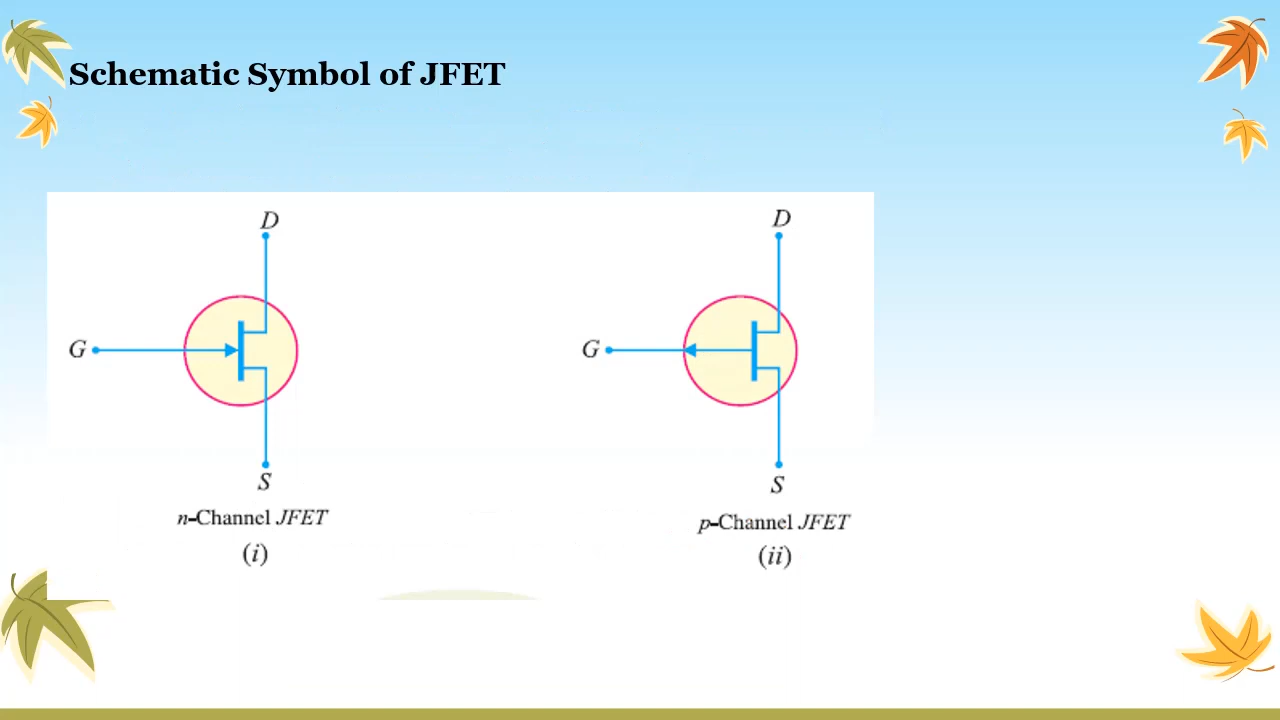 Schematic Symbol of JFET
D
D
G
G
S
S
n-Channel JFET
p-Channel JFET
(i)
(ii)